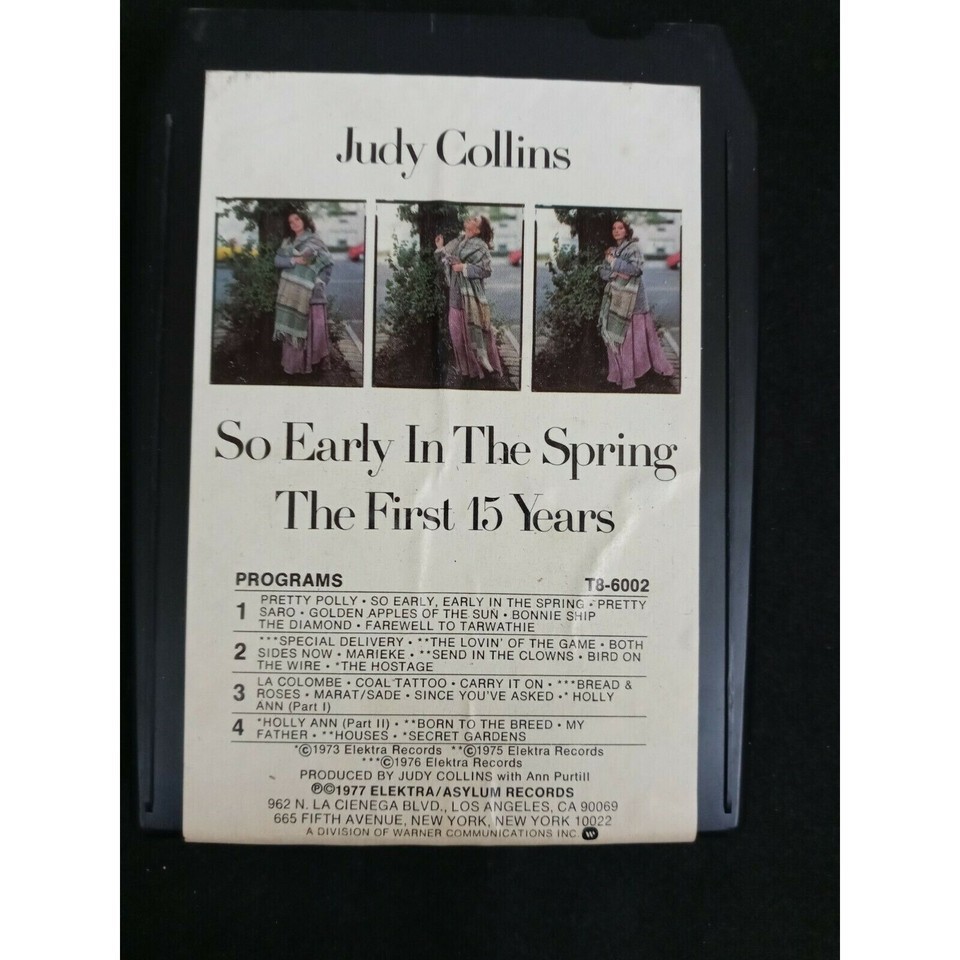 Judy Collins
So Early In The Spring
The First 15 Years
PROGRAMS T8-6002
1 PRETTY POLLY • SO EARLY, EARLY IN THE SPRING • PRETTY
SARO • GOLDEN APPLES OF THE SUN • BONNIE SHIP
THE DIAMOND • FAREWELL TO TARWATHIE
2 ***SPECIAL DELIVERY • **THE LOVIN' OF THE GAME • BOTH
SIDES NOW • MARIEKE • **SEND IN THE CLOWNS • BIRD ON
THE WIRE • *THE HOSTAGE
3 LA COLOMBE • COAL TATTOO • CARRY IT ON • ***BREAD &
ROSES • MARAT/SADE • SINCE YOU'VE ASKED •* HOLLY
ANN (Part I)
4 *HOLLY ANN (Part II) • **BORN TO THE BREED • MY
FATHER • **HOUSES • *SECRET GARDENS
*©1973 Elektra Records **©1975 Elektra Records
***©1976 Elektra Records
PRODUCED BY JUDY COLLINS with Ann Purtill
℗©1977 ELEKTRA/ASYLUM RECORDS
962 N. LA CIENEGA BLVD., LOS ANGELES, CA 90069
665 FIFTH AVENUE, NEW YORK, NEW YORK 10022
A DIVISION OF WARNER COMMUNICATIONS INC.